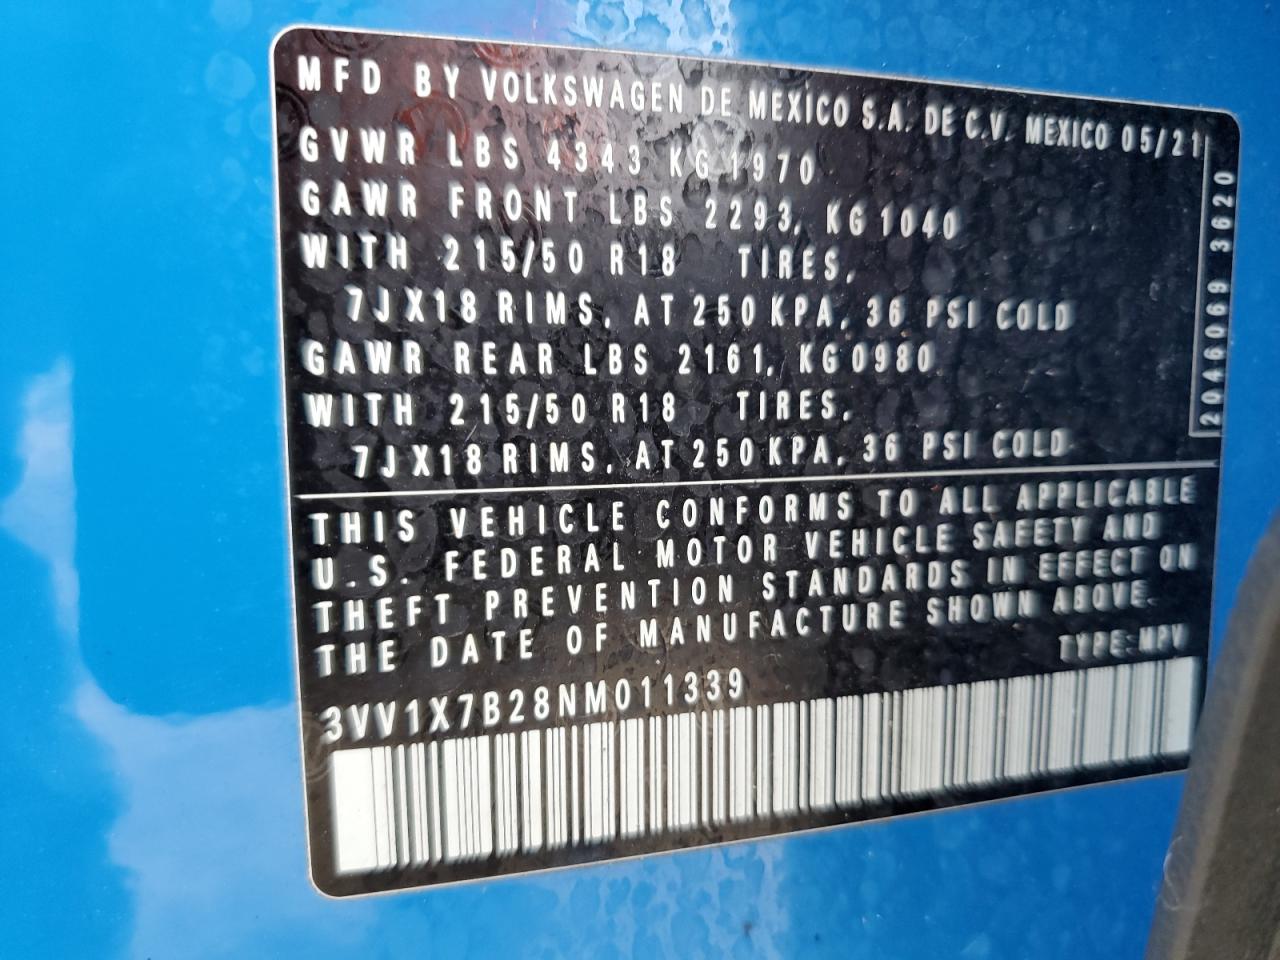 MFD BY VOLKSWAGEN DE MEXICO S.A. DE C.V. MEXICO 05/21
GVWR LBS 4343 KG 1970
GAWR FRONT LBS 2293, KG 1040
WITH 215/50 R18 TIRES,
7JX18 RIMS, AT 250 KPA, 36 PSI COLD
GAWR REAR LBS 2161, KG 0980
WITH 215/50 R18 TIRES,
7JX18 RIMS, AT 250 KPA, 36 PSI COLD
THIS VEHICLE CONFORMS TO ALL APPLICABLE
U.S. FEDERAL MOTOR VEHICLE SAFETY AND
THEFT PREVENTION STANDARDS IN EFFECT ON
THE DATE OF MANUFACTURE SHOWN ABOVE.
TYPE: MPV
3VV1X7B28NM011339
2046069 3620